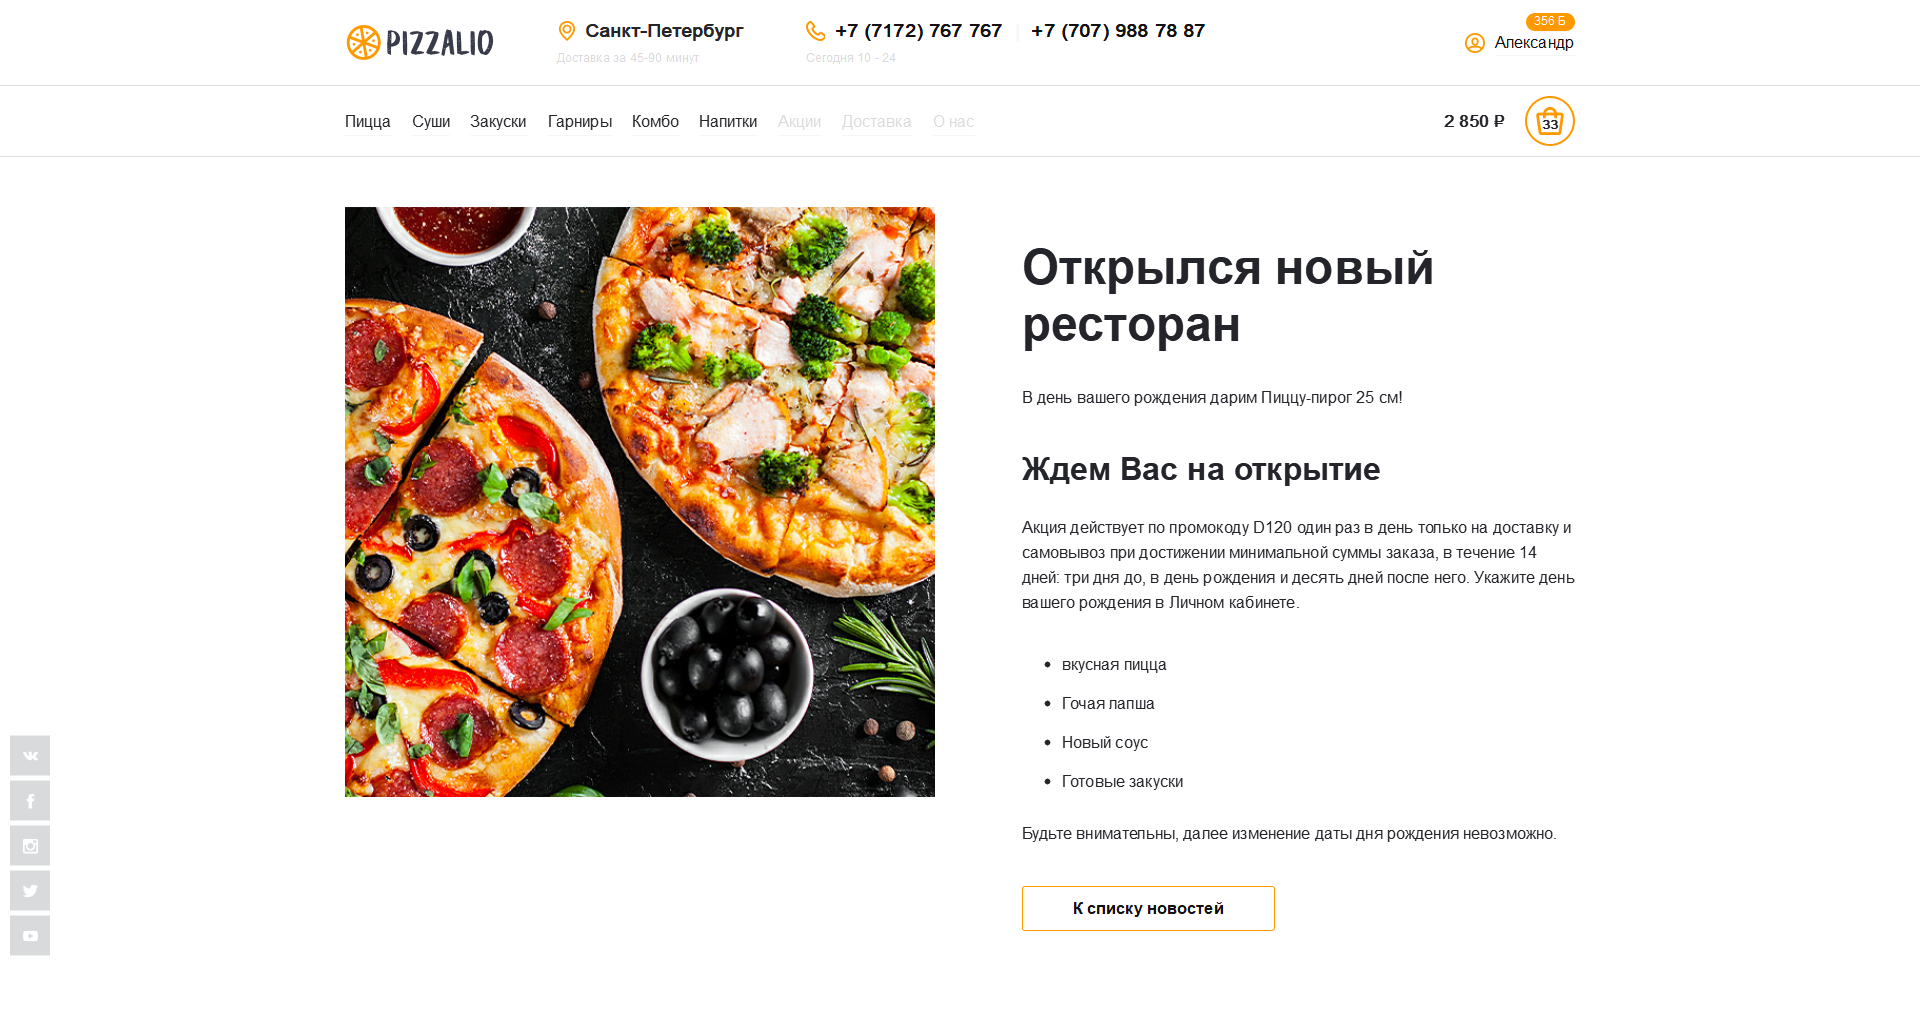 PIZZALIO
Санкт-Петербург
Доставка за 45-90 минут
+7 (7172) 767 767
+7 (707) 988 78 87
Сегодня 10 - 24
356 Б
Александр
Пицца Суши Закуски Гарниры Комбо Напитки Акции Доставка О нас
2 850 ₽
33
Открылся новый
ресторан
В день вашего рождения дарим Пиццу-пирог 25 см!
Ждем Вас на открытие
Акция действует по промокоду D120 один раз в день только на доставку и
самовывоз при достижении минимальной суммы заказа, в течение 14
дней: три дня до, в день рождения и десять дней после него. Укажите день
вашего рождения в Личном кабинете.
• вкусная пицца
• Гочая лапша
• Новый соус
• Готовые закуски
Будьте внимательны, далее изменение даты дня рождения невозможно.
К списку новостей